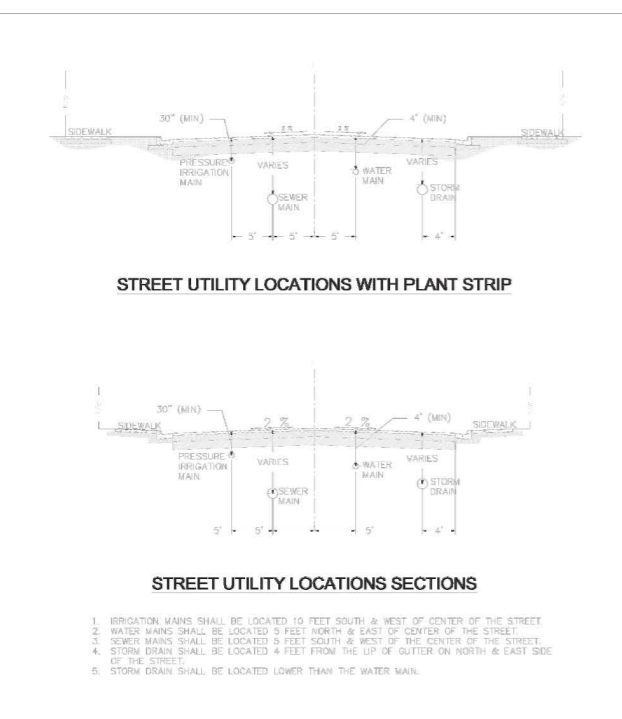 30" (MIN)
4' (MIN)
SIDEWALK
SIDEWALK
PRESSURE
IRRIGATION
MAIN
VARIES
WATER
MAIN
VARIES
SEWER
MAIN
STORM
DRAIN
5' 5' 5' 4'
STREET UTILITY LOCATIONS WITH PLANT STRIP
30" (MIN)
4' (MIN)
SIDEWALK
2 %
2 %
SIDEWALK
PRESSURE
IRRIGATION
MAIN
VARIES
WATER
MAIN
VARIES
SEWER
MAIN
STORM
DRAIN
5' 5' 5' 4'
STREET UTILITY LOCATIONS SECTIONS
1. IRRIGATION MAINS SHALL BE LOCATED 10 FEET SOUTH & WEST OF CENTER OF THE STREET.
2. WATER MAINS SHALL BE LOCATED 5 FEET NORTH & EAST OF CENTER OF THE STREET.
3. SEWER MAINS SHALL BE LOCATED 5 FEET SOUTH & WEST OF THE CENTER OF THE STREET.
4. STORM DRAIN SHALL BE LOCATED 4 FEET FROM THE LIP OF GUTTER ON NORTH & EAST SIDE
OF THE STREET.
5. STORM DRAIN SHALL BE LOCATED LOWER THAN THE WATER MAIN.